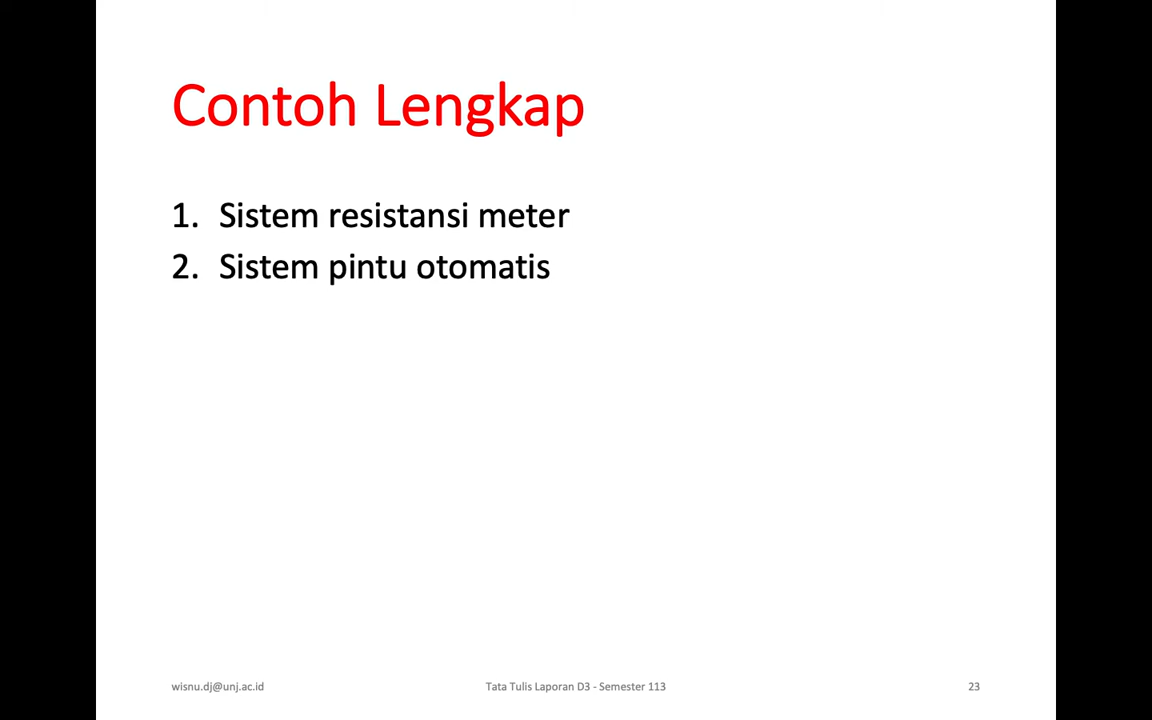 Contoh Lengkap
1. Sistem resistansi meter
2. Sistem pintu otomatis
wisnu.dj@unj.ac.id Tata Tulis Laporan D3 - Semester 113 23